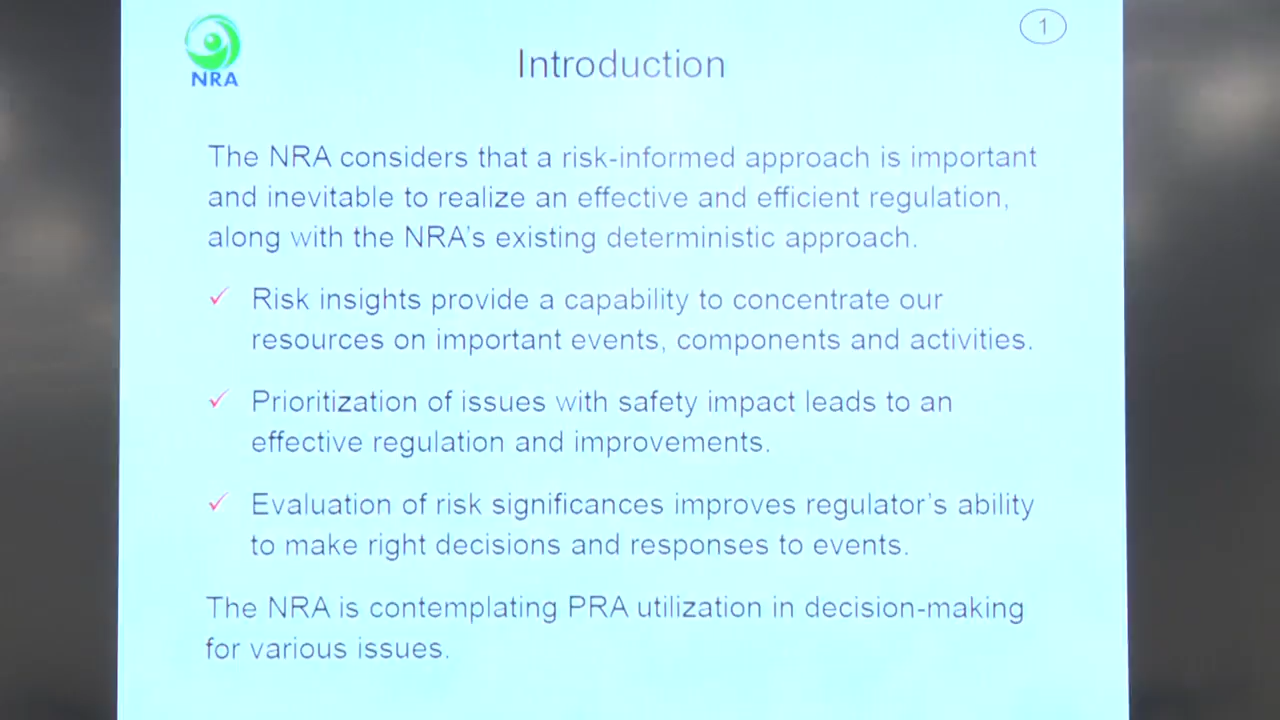 NRA
1
Introduction
The NRA considers that a risk-informed approach is important
and inevitable to realize an effective and efficient regulation,
along with the NRA's existing deterministic approach.
✓ Risk insights provide a capability to concentrate our
resources on important events, components and activities.
✓ Prioritization of issues with safety impact leads to an
effective regulation and improvements.
✓ Evaluation of risk significances improves regulator's ability
to make right decisions and responses to events.
The NRA is contemplating PRA utilization in decision-making
for various issues.